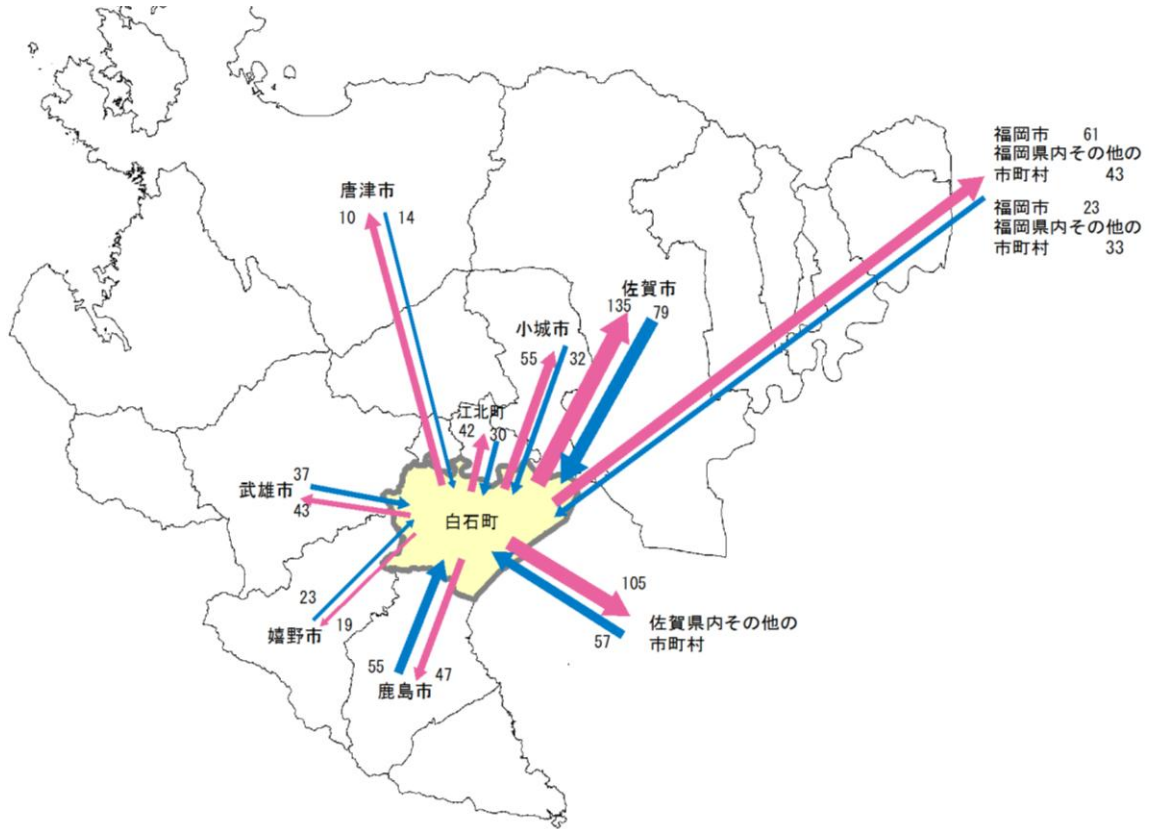 福岡市 61
福岡県内その他の
市町村 43
福岡市 23
福岡県内その他の
市町村 33
唐津市
10 14
佐賀市
135 79
小城市
55 32
江北町
42 30
37
武雄市
43
白石町
23
19
嬉野市
55 47
鹿島市
105
佐賀県内その他の
市町村
57